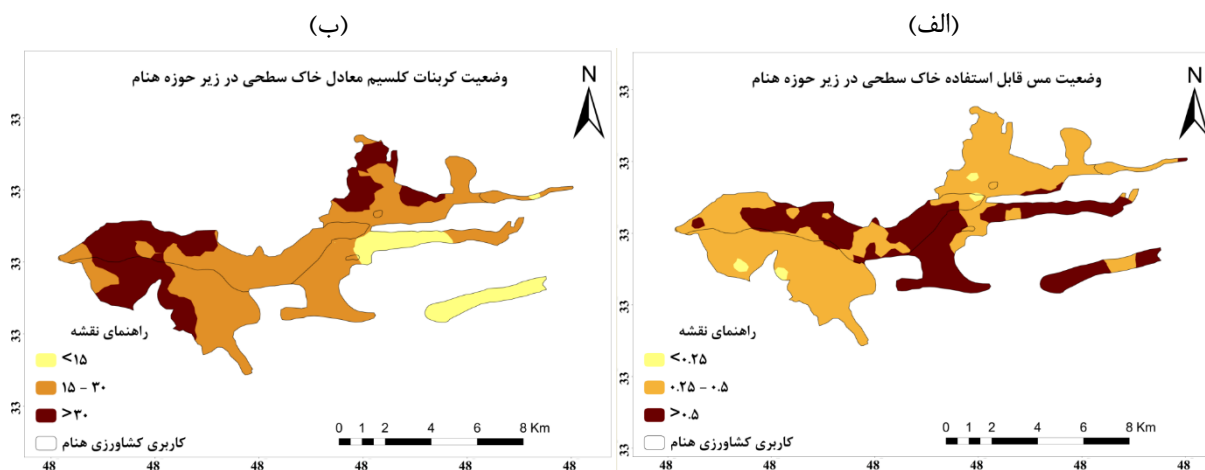 (الف)
وضعیت مس قابل استفاده خاک سطحی در زیر حوزه هنام
N
33
33
33
33
33
راهنمای نقشه
<۰.۲۵
۰.۲۵ - ۰.۵
>۰.۵
کاربری کشاورزی هنام
0 1 2 4 6 8 Km
48 48 48 48 48 48
(ب)
وضعیت کربنات کلسیم معادل خاک سطحی در زیر حوزه هنام
N
33
33
33
33
33
راهنمای نقشه
<۱۵
۱۵ - ۳۰
>۳۰
کاربری کشاورزی هنام
0 1 2 4 6 8 Km
48 48 48 48 48 48